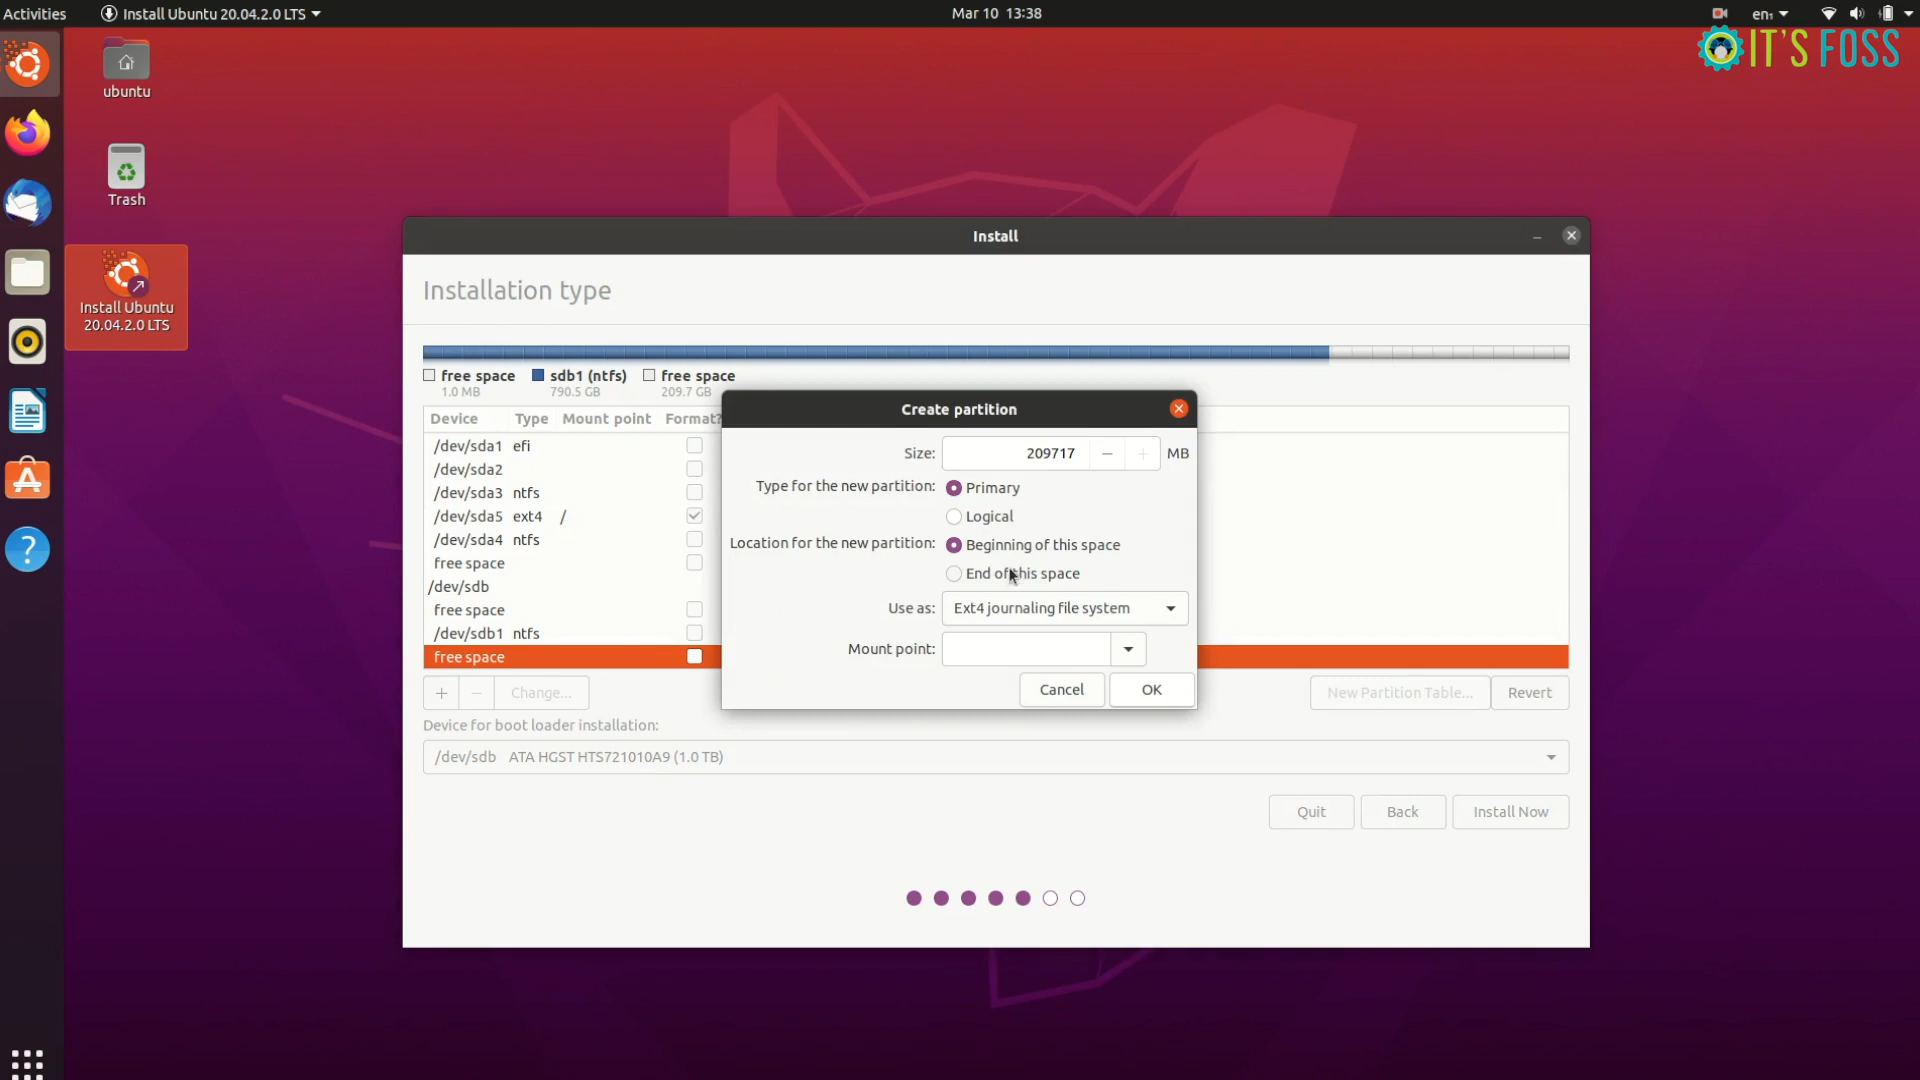 Activities
Install Ubuntu 20.04.2.0 LTS
Mar 10 13:38
en₁
IT'S FOSS
ubuntu
Trash
Install Ubuntu
20.04.2.0 LTS
Install
Installation type
free space
1.0 MB
sdb1 (ntfs)
790.5 GB
free space
209.7 GB
Device Type Mount point Format?
/dev/sda1 efi
/dev/sda2
/dev/sda3 ntfs
/dev/sda5 ext4 /
/dev/sda4 ntfs
free space
/dev/sdb
free space
/dev/sdb1 ntfs
free space
+ − Change...
New Partition Table... Revert
Create partition
Size: 209717 − + MB
Type for the new partition: Primary
Logical
Location for the new partition: Beginning of this space
End of this space
Use as: Ext4 journaling file system
Mount point:
Cancel OK
Device for boot loader installation:
/dev/sdb ATA HGST HTS721010A9 (1.0 TB)
Quit Back Install Now
?